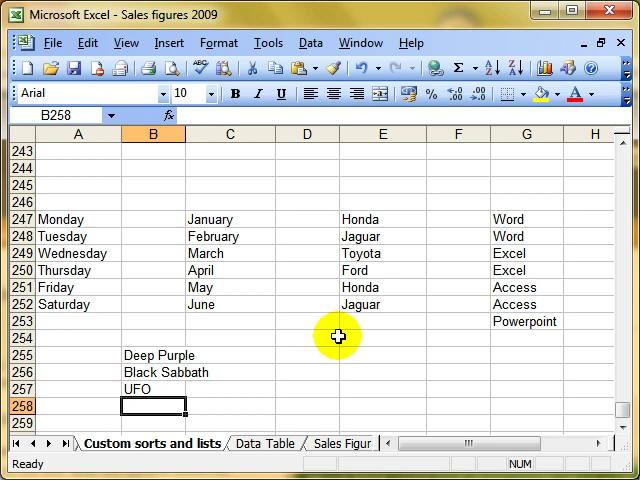 Microsoft Excel - Sales figures 2009
File Edit View Insert Format Tools Data Window Help
Arial 10 B I U
B258 fx
A B C D E F G H
243
244
245
246
247 Monday January Honda Word
248 Tuesday February Jaguar Word
249 Wednesday March Toyota Excel
250 Thursday April Ford Excel
251 Friday May Honda Access
252 Saturday June Jaguar Access
253 Powerpoint
254
255 Deep Purple
256 Black Sabbath
257 UFO
258
259
Custom sorts and lists Data Table Sales Figur
Ready NUM